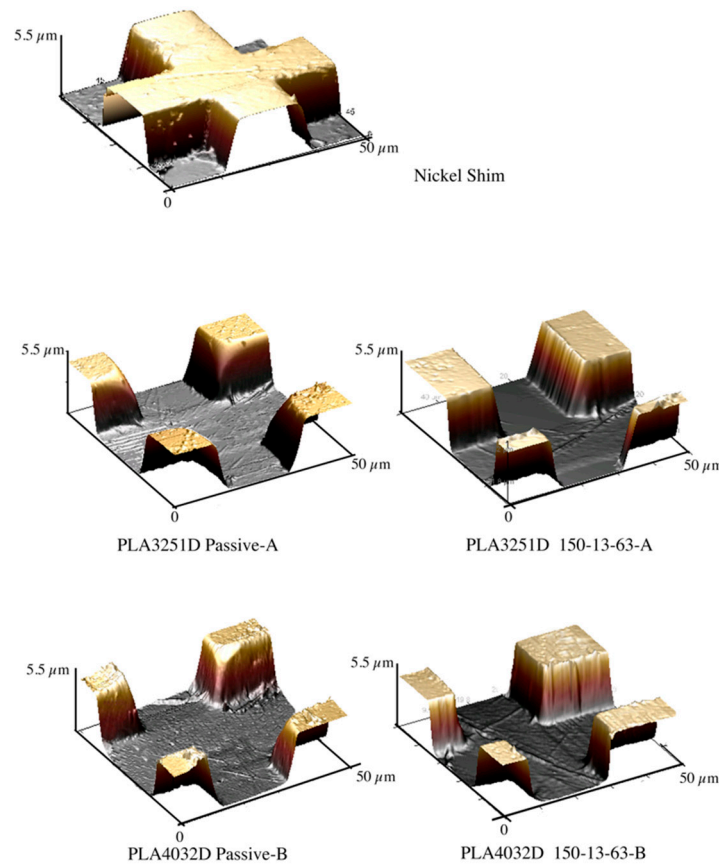 5.5 µm
50 µm
0
Nickel Shim
5.5 µm
50 µm
0
PLA3251D Passive-A
5.5 µm
50 µm
0
PLA3251D 150-13-63-A
5.5 µm
50 µm
0
PLA4032D Passive-B
5.5 µm
50 µm
0
PLA4032D 150-13-63-B